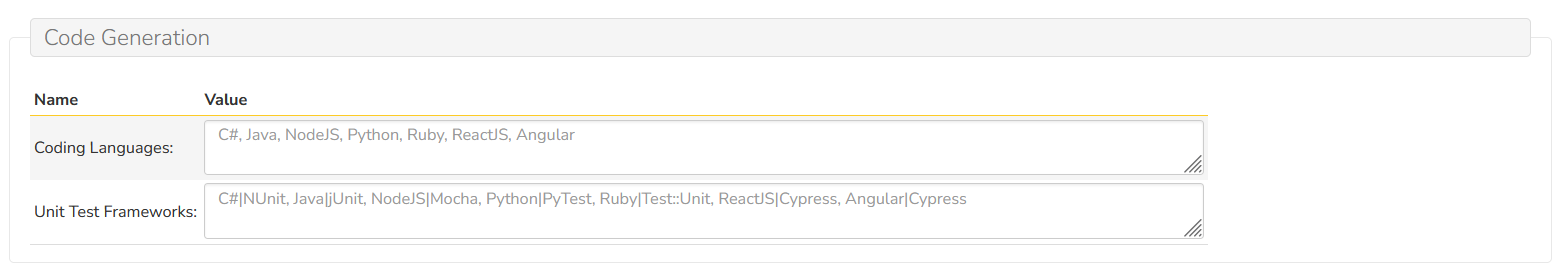 Code Generation
Name Value
Coding Languages: C#, Java, NodeJS, Python, Ruby, ReactJS, Angular
Unit Test Frameworks: C#|NUnit, Java|jUnit, NodeJS|Mocha, Python|PyTest, Ruby|Test::Unit, ReactJS|Cypress, Angular|Cypress